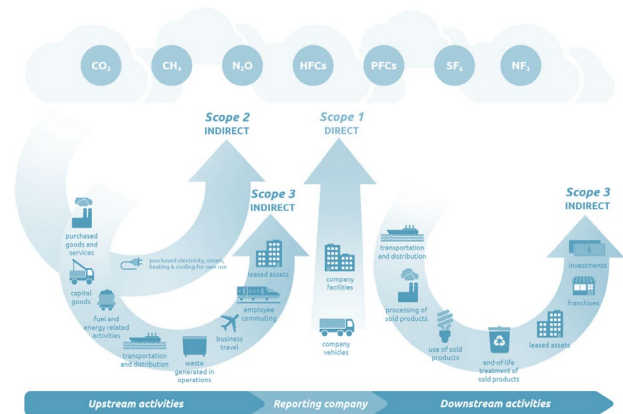 CO₂
CH₄
N₂O
HFCs
PFCs
SF₆
NF₃
Scope 2
INDIRECT
Scope 1
DIRECT
Scope 3
INDIRECT
Scope 3
INDIRECT
purchased
goods and
services
capital
goods
fuel and
energy related
activities
transportation
and distribution
waste
generated in
operations
business
travel
employee
commuting
leased assets
purchased electricity, steam,
heating & cooling for own use
company
facilities
company
vehicles
transportation
and distribution
processing of
sold products
use of sold
products
end-of-life
treatment of
sold products
leased assets
franchises
investments
$
Upstream activities
Reporting company
Downstream activities